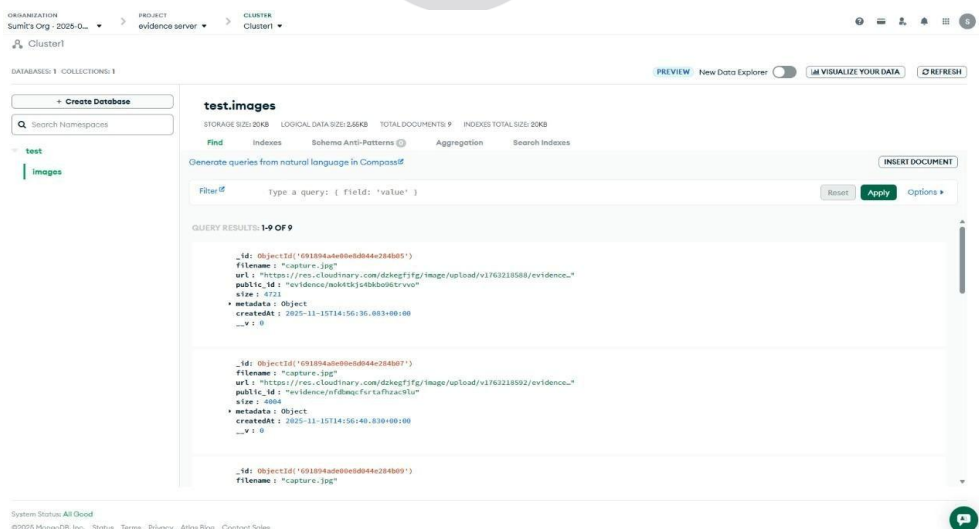 ORGANIZATION PROJECT CLUSTER
Sumit's Org - 2025-0... evidence server Cluster1
Cluster1
DATABASES: 1 COLLECTIONS: 1
PREVIEW New Data Explorer VISUALIZE YOUR DATA REFRESH
+ Create Database
Search Namespaces
test
images
test.images
STORAGE SIZE: 20KB LOGICAL DATA SIZE: 2.55KB TOTAL DOCUMENTS: 9 INDEXES TOTAL SIZE: 20KB
Find Indexes Schema Anti-Patterns 0 Aggregation Search Indexes
Generate queries from natural language in Compass
INSERT DOCUMENT
Filter Type a query: { field: 'value' } Reset Apply Options
QUERY RESULTS: 1-9 OF 9
_id: ObjectId('691894a4e00e8d044e284b05')
filename : "capture.jpg"
url : "https://res.cloudinary.com/dzkegfjfg/image/upload/v1763218588/evidence…"
public_id : "evidence/mok4tkjs4bkbo96trvvo"
size : 4721
metadata : Object
createdAt : 2025-11-15T14:56:36.083+00:00
__v : 0
_id: ObjectId('691894a8e00e8d044e284b07')
filename : "capture.jpg"
url : "https://res.cloudinary.com/dzkegfjfg/image/upload/v1763218592/evidence…"
public_id : "evidence/nfdbmqcfsrtafhzac9lu"
size : 4004
metadata : Object
createdAt : 2025-11-15T14:56:40.830+00:00
__v : 0
_id: ObjectId('691894ade00e8d044e284b09')
filename : "capture.jpg"
System Status: All Good
©2025 MongoDB, Inc. Status Terms Privacy Atlas Blog Contact Sales